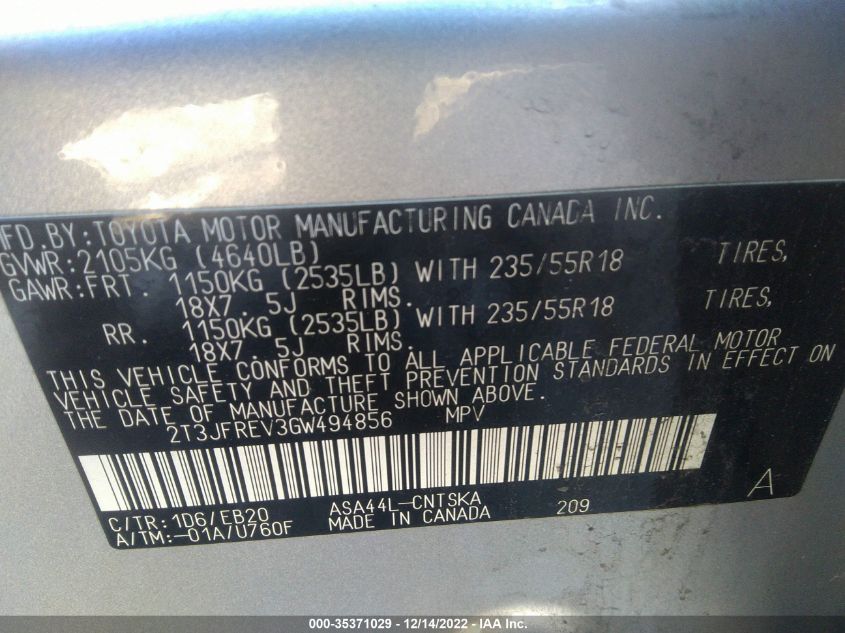 MFD.BY:TOYOTA MOTOR MANUFACTURING CANADA INC.
GVWR:2105KG (4640LB)
GAWR:FRT. 1150KG (2535LB) WITH 235/55R18 TIRES,
18X7.5J RIMS.
RR. 1150KG (2535LB) WITH 235/55R18 TIRES,
18X7.5J RIMS.
THIS VEHICLE CONFORMS TO ALL APPLICABLE FEDERAL MOTOR
VEHICLE SAFETY AND THEFT PREVENTION STANDARDS IN EFFECT ON
THE DATE OF MANUFACTURE SHOWN ABOVE.
2T3JFREV3GW494856 MPV
A
C/TR:1D6/EB20 ASA44L-CNTSKA 209
A/TM:-01A/U760F MADE IN CANADA
000-35371029 - 12/14/2022 - IAA Inc.